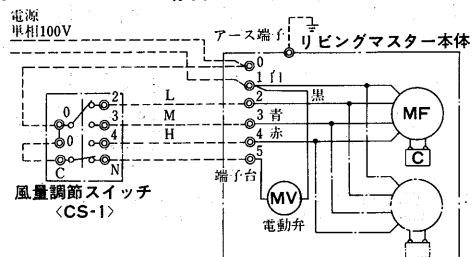 電源
単相100V
アース端子
リビングマスター本体
0
1 白
L 2 黒
M 3 青
H 4 赤
5
端子台
0 2
3
0 4
C N
風量調節スイッチ
〈CS-1〉
MV
電動弁
MF
C